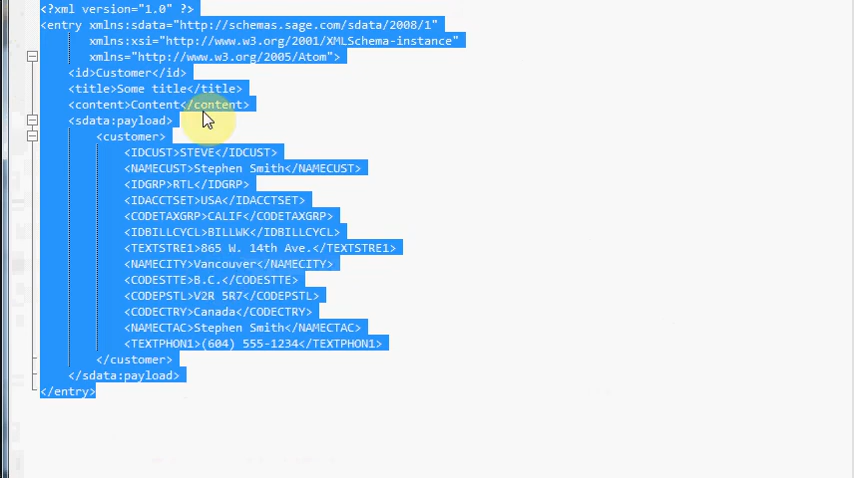 <?xml version="1.0" ?>
<entry xmlns:sdata="http://schemas.sage.com/sdata/2008/1"
xmlns:xsi="http://www.w3.org/2001/XMLSchema-instance"
xmlns="http://www.w3.org/2005/Atom">
<id>Customer</id>
<title>Some title</title>
<content>Content</content>
<sdata:payload>
<customer>
<IDCUST>STEVE</IDCUST>
<NAMECUST>Stephen Smith</NAMECUST>
<IDGRP>RTL</IDGRP>
<IDACCTSET>USA</IDACCTSET>
<CODETAXGRP>CALIF</CODETAXGRP>
<IDBILLCYCL>BILLWK</IDBILLCYCL>
<TEXTSTRE1>865 W. 14th Ave.</TEXTSTRE1>
<NAMECITY>Vancouver</NAMECITY>
<CODESTTE>B.C.</CODESTTE>
<CODEPSTL>V2R 5R7</CODEPSTL>
<CODECTRY>Canada</CODECTRY>
<NAMECTAC>Stephen Smith</NAMECTAC>
<TEXTPHON1>(604) 555-1234</TEXTPHON1>
</customer>
</sdata:payload>
</entry>